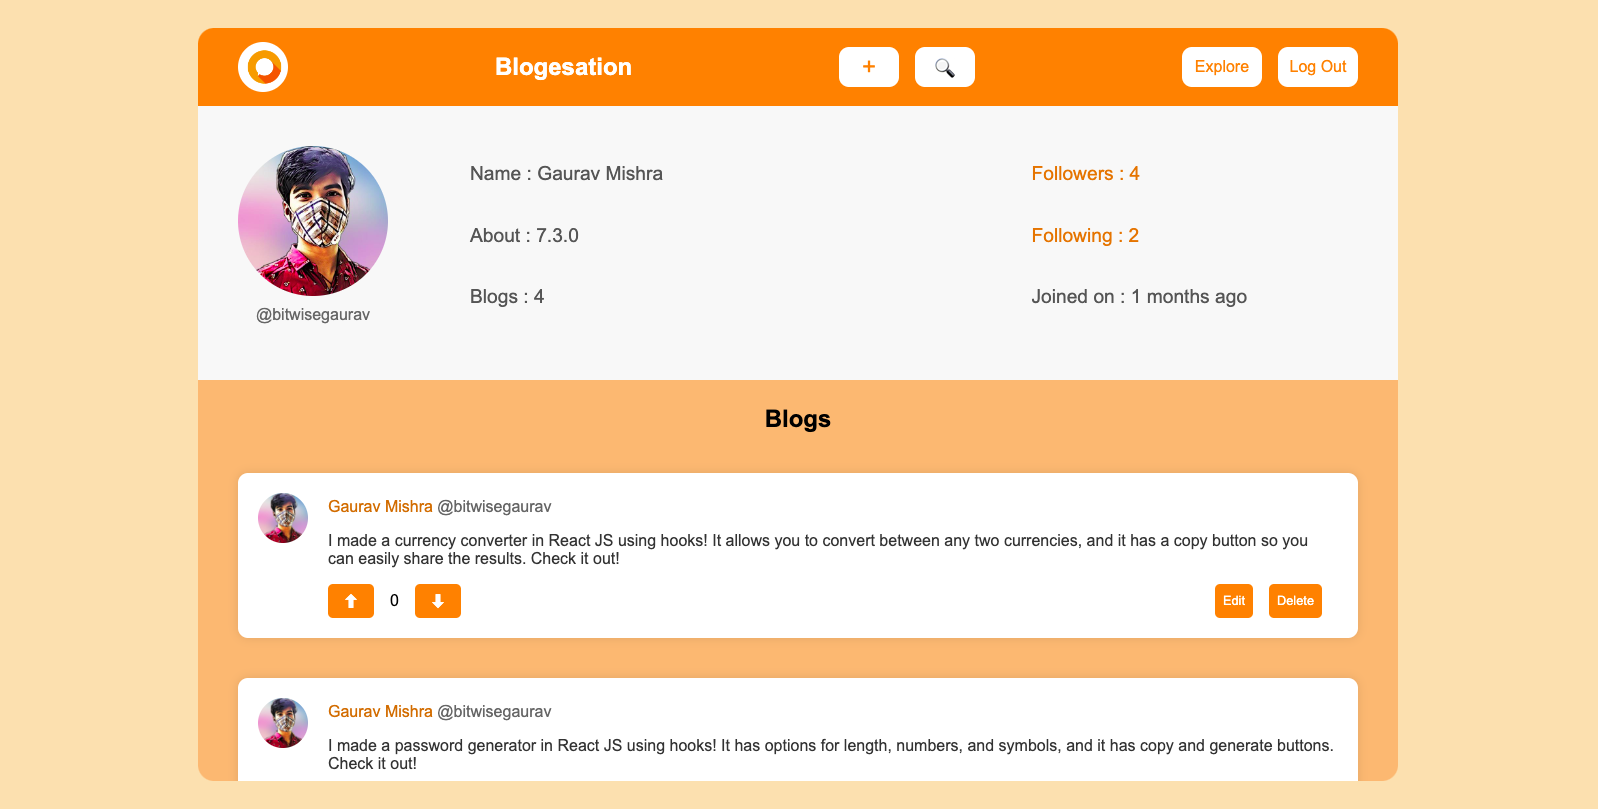 Blogesation
+
Explore
Log Out
Name : Gaurav Mishra
Followers : 4
About : 7.3.0
Following : 2
Blogs : 4
Joined on : 1 months ago
@bitwisegaurav
Blogs
Gaurav Mishra @bitwisegaurav
I made a currency converter in React JS using hooks! It allows you to convert between any two currencies, and it has a copy button so you
can easily share the results. Check it out!
0
Edit
Delete
Gaurav Mishra @bitwisegaurav
I made a password generator in React JS using hooks! It has options for length, numbers, and symbols, and it has copy and generate buttons.
Check it out!